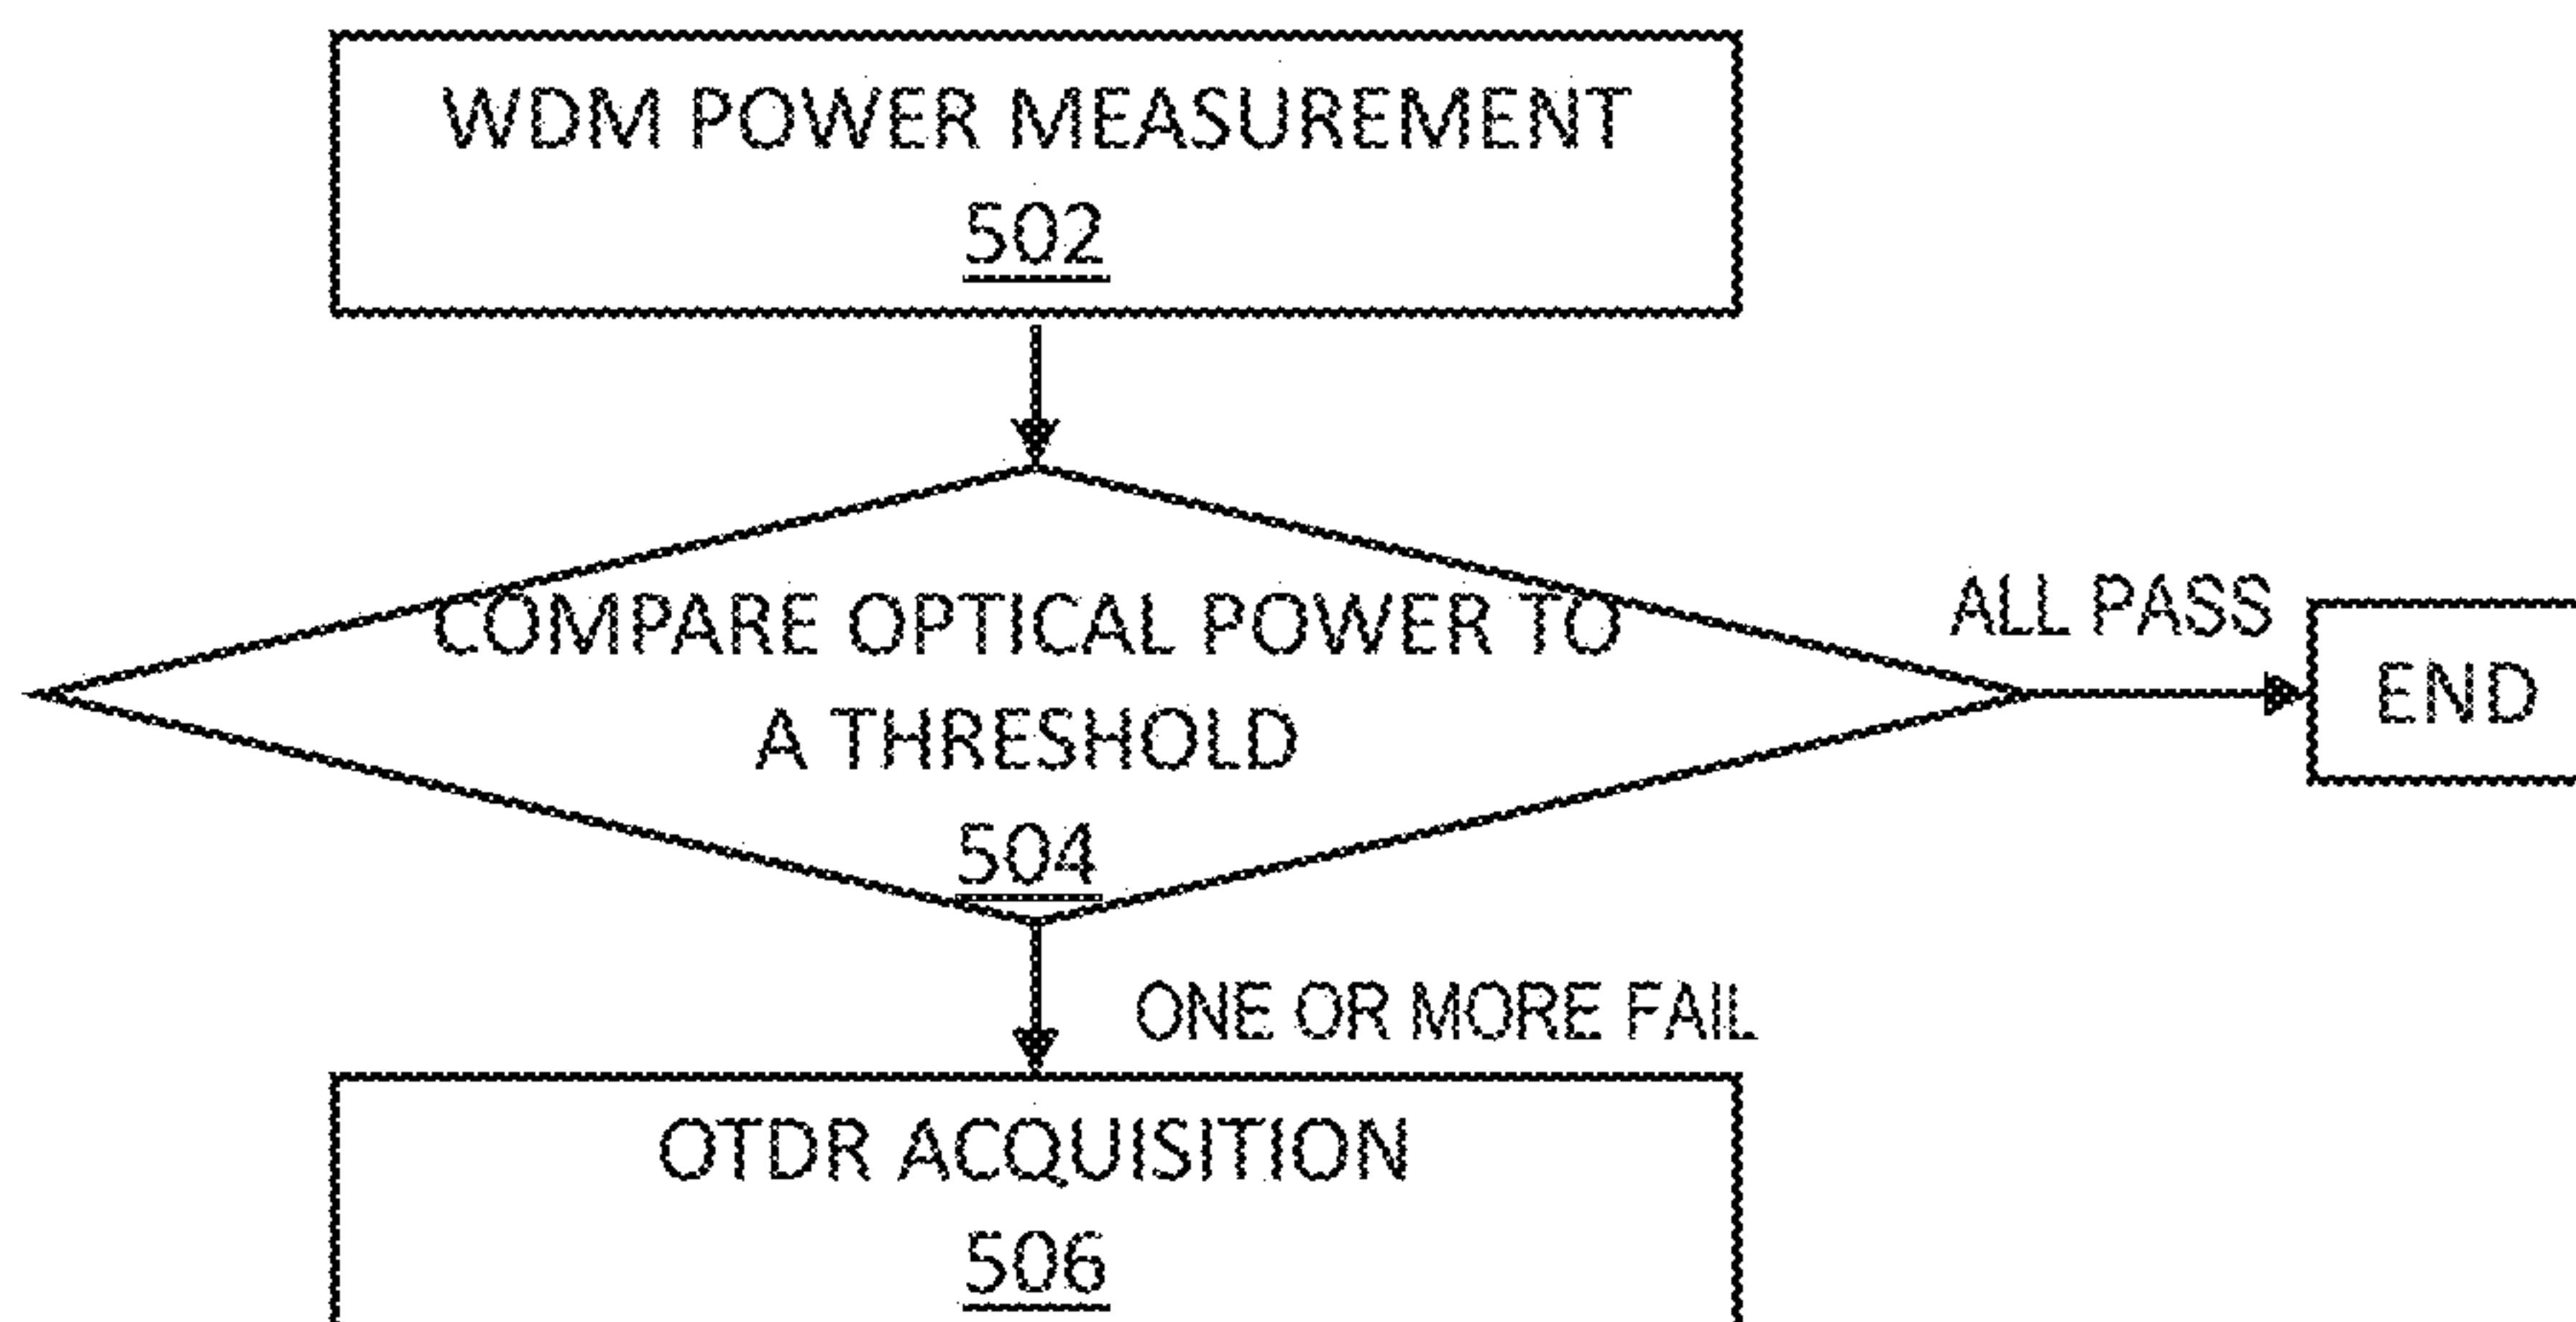 WDM POWER MEASUREMENT
502
COMPARE OPTICAL POWER TO
A THRESHOLD
504
ALL PASS
END
ONE OR MORE FAIL
OTDR ACQUISITION
506